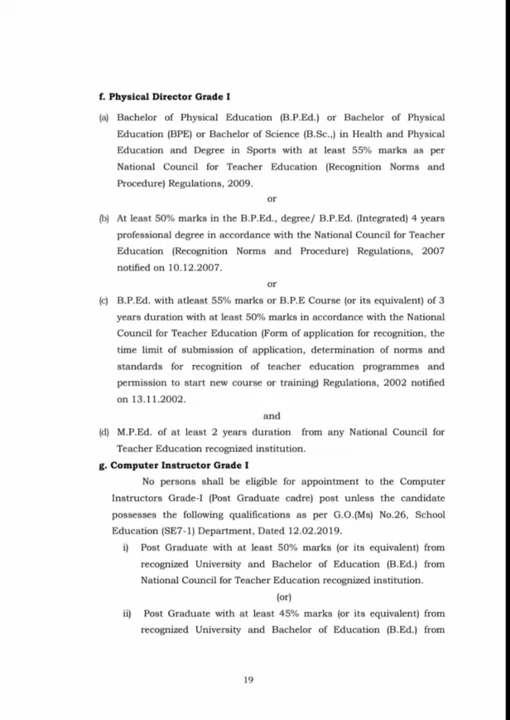 f. Physical Director Grade I
(a) Bachelor of Physical Education (B.P.Ed.) or Bachelor of Physical
Education (BPE) or Bachelor of Science (B.Sc.,) in Health and Physical
Education and Degree in Sports with at least 55% marks as per
National Council for Teacher Education (Recognition Norms and
Procedure) Regulations, 2009.
or
(b) At least 50% marks in the B.P.Ed., degree/ B.P.Ed. (Integrated) 4 years
professional degree in accordance with the National Council for Teacher
Education (Recognition Norms and Procedure) Regulations, 2007
notified on 10.12.2007.
or
(c) B.P.Ed. with atleast 55% marks or B.P.E Course (or its equivalent) of 3
years duration with at least 50% marks in accordance with the National
Council for Teacher Education (Form of application for recognition, the
time limit of submission of application, determination of norms and
standards for recognition of teacher education programmes and
permission to start new course or training) Regulations, 2002 notified
on 13.11.2002.
and
(d) M.P.Ed. of at least 2 years duration from any National Council for
Teacher Education recognized institution.
g. Computer Instructor Grade I
No persons shall be eligible for appointment to the Computer
Instructors Grade-I (Post Graduate cadre) post unless the candidate
possesses the following qualifications as per G.O.(Ms) No.26, School
Education (SE7-1) Department, Dated 12.02.2019.
i) Post Graduate with at least 50% marks (or its equivalent) from
recognized University and Bachelor of Education (B.Ed.) from
National Council for Teacher Education recognized institution.
(or)
ii) Post Graduate with at least 45% marks (or its equivalent) from
recognized University and Bachelor of Education (B.Ed.) from
19